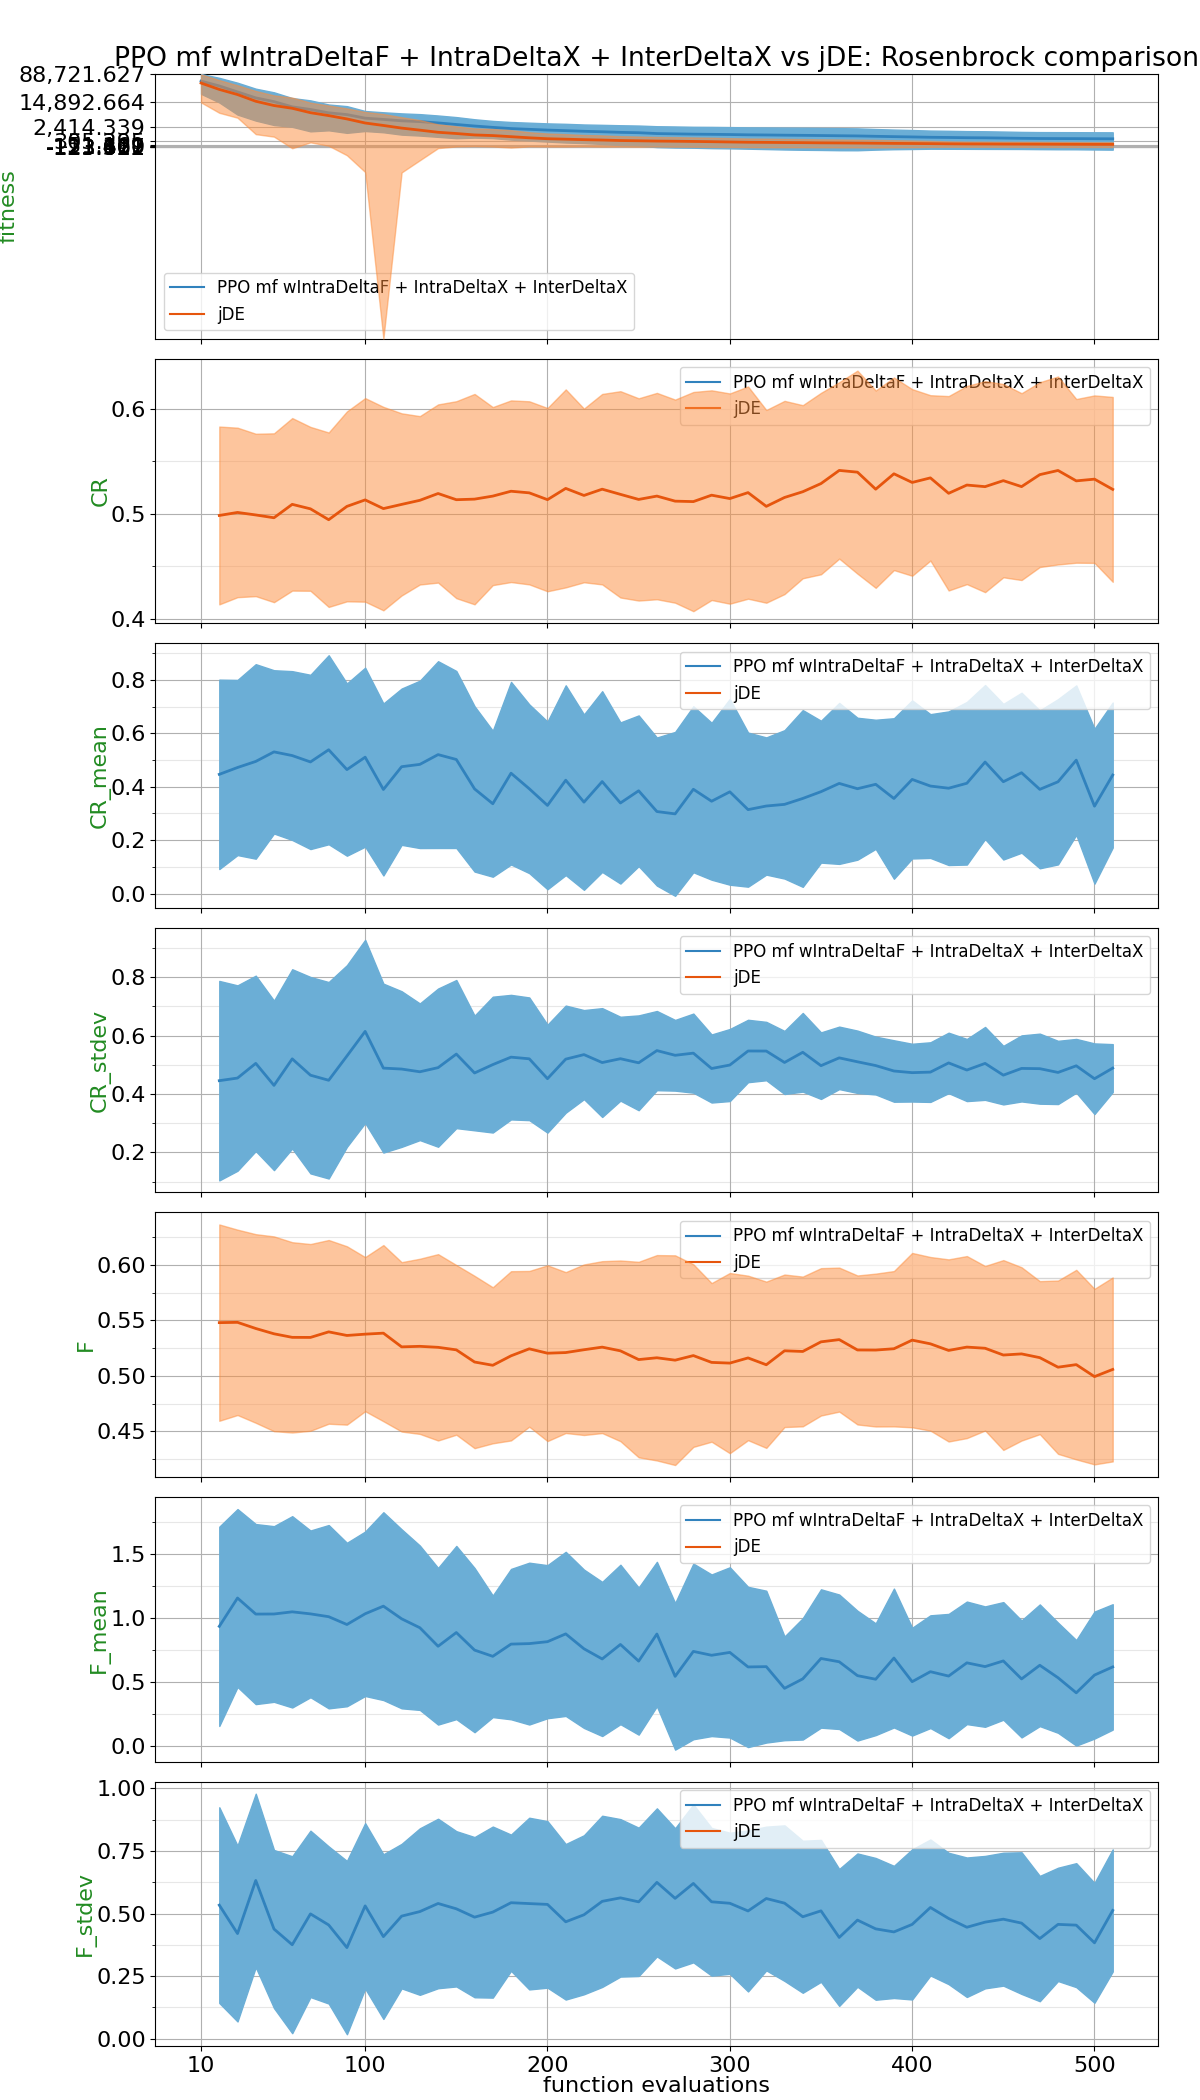 PPO mf wIntraDeltaF + IntraDeltaX + InterDeltaX vs jDE: Rosenbrock comparison
88,721.627
14,892.664
2,414.339
fitness
PPO mf wIntraDeltaF + IntraDeltaX + InterDeltaX
jDE
PPO mf wIntraDeltaF + IntraDeltaX + InterDeltaX
jDE
0.6
0.5
0.4
CR
PPO mf wIntraDeltaF + IntraDeltaX + InterDeltaX
jDE
0.8
0.6
0.4
0.2
0.0
CR_mean
PPO mf wIntraDeltaF + IntraDeltaX + InterDeltaX
jDE
0.8
0.6
0.4
0.2
CR_stdev
PPO mf wIntraDeltaF + IntraDeltaX + InterDeltaX
jDE
0.60
0.55
0.50
0.45
F
PPO mf wIntraDeltaF + IntraDeltaX + InterDeltaX
jDE
1.5
1.0
0.5
0.0
F_mean
PPO mf wIntraDeltaF + IntraDeltaX + InterDeltaX
jDE
1.00
0.75
0.50
0.25
0.00
F_stdev
10 100 200 300 400 500
function evaluations